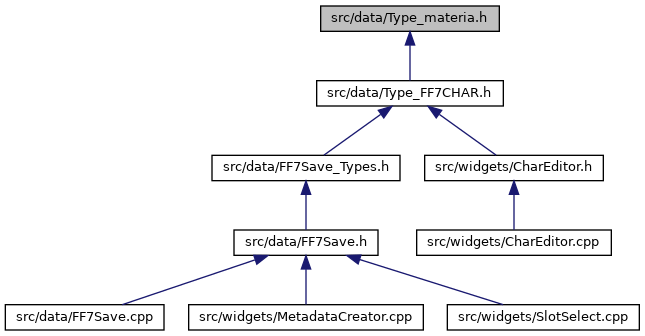 src/data/Type_materia.h
src/data/Type_FF7CHAR.h
src/data/FF7Save_Types.h
src/widgets/CharEditor.h
src/data/FF7Save.h
src/widgets/CharEditor.cpp
src/data/FF7Save.cpp
src/widgets/MetadataCreator.cpp
src/widgets/SlotSelect.cpp